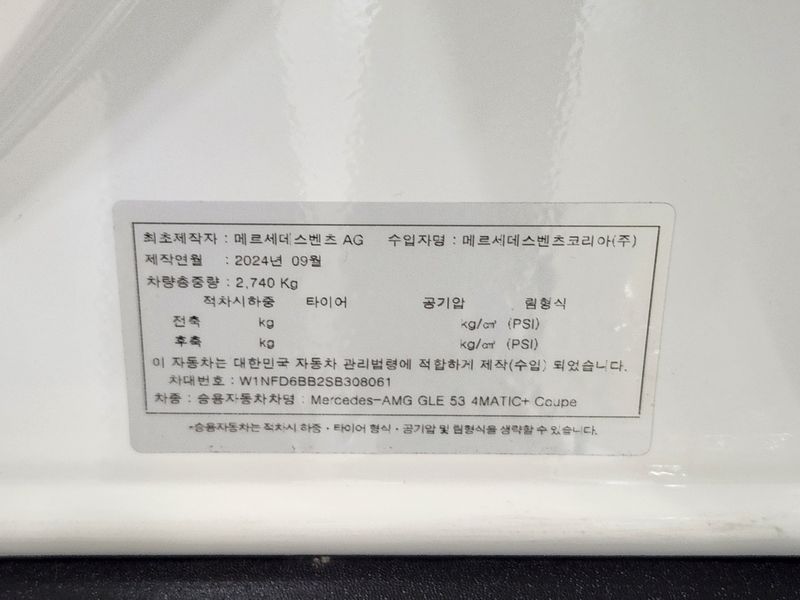 최초제작자 : 메르세데스벤츠 AG 수입자명 : 메르세데스벤츠코리아(주)
제작연월 : 2024년 09월
차량총중량 : 2,740 Kg
적차시하중 타이어 공기압 림형식
전축 kg kg/㎠ (PSI)
후축 kg kg/㎠ (PSI)
이 자동차는 대한민국 자동차 관리법령에 적합하게 제작(수입) 되었습니다.
차대번호 : W1NFD6BB2SB308061
차종 : 승용자동차차명 : Mercedes-AMG GLE 53 4MATIC+ Coupe
*승용자동차는 적차시 하중 · 타이어 형식 · 공기압 및 림형식을 생략할 수 있습니다.